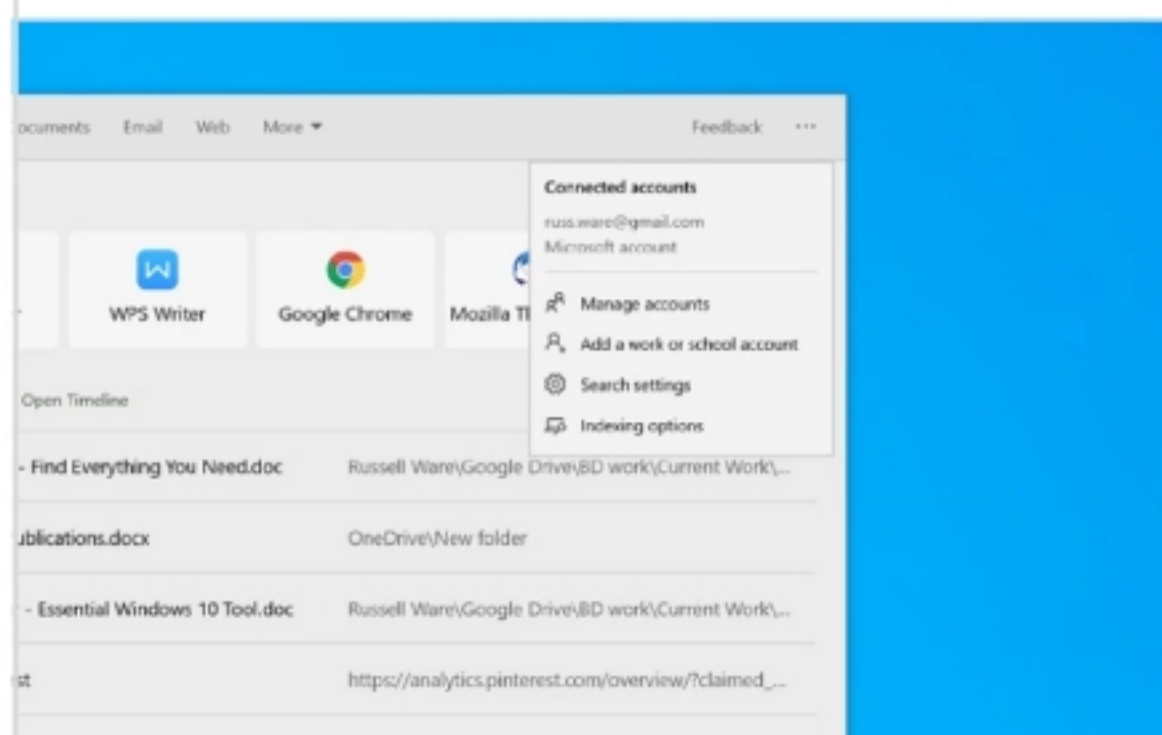 ocuments Email Web More Feedback ...
Connected accounts
russ.ware@gmail.com
Microsoft account
WPS Writer
Google Chrome
Mozilla Tl
Manage accounts
Add a work or school account
Search settings
Indexing options
Open Timeline
- Find Everything You Need.doc Russell Ware\Google Drive\BD work\Current Work\...
ublications.docx OneDrive\New folder
- Essential Windows 10 Tool.doc Russell Ware\Google Drive\BD work\Current Work\...
st https://analytics.pinterest.com/overview/?claimed_...